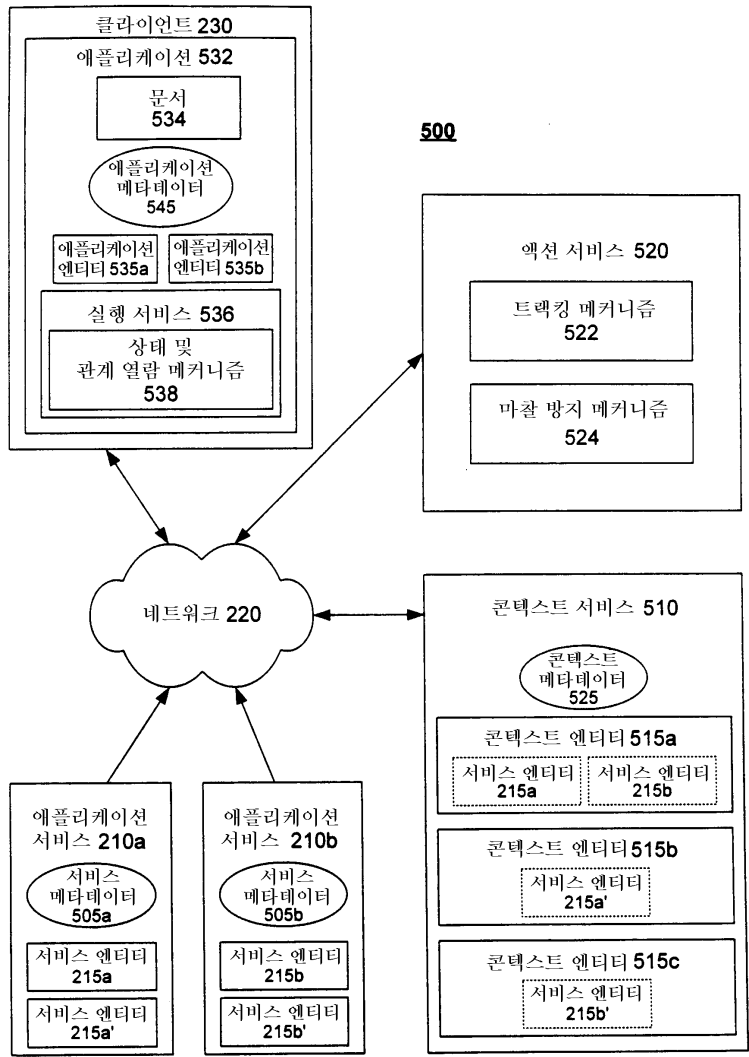 클라이언트 230
애플리케이션 532
문서
534
애플리케이션
메타데이터
545
애플리케이션
엔티티 535a
애플리케이션
엔티티 535b
실행 서비스 536
상태 및
관계 열람 메커니즘
538
500
액션 서비스 520
트랙킹 메커니즘
522
마찰 방지 메커니즘
524
네트워크 220
콘텍스트 서비스 510
콘텍스트
메타데이터
525
콘텍스트 엔티티 515a
서비스 엔티티
215a
서비스 엔티티
215b
콘텍스트 엔티티 515b
서비스 엔티티
215a'
콘텍스트 엔티티 515c
서비스 엔티티
215b'
애플리케이션
서비스 210a
서비스
메타데이터
505a
서비스 엔티티
215a
서비스 엔티티
215a'
애플리케이션
서비스 210b
서비스
메타데이터
505b
서비스 엔티티
215b
서비스 엔티티
215b'